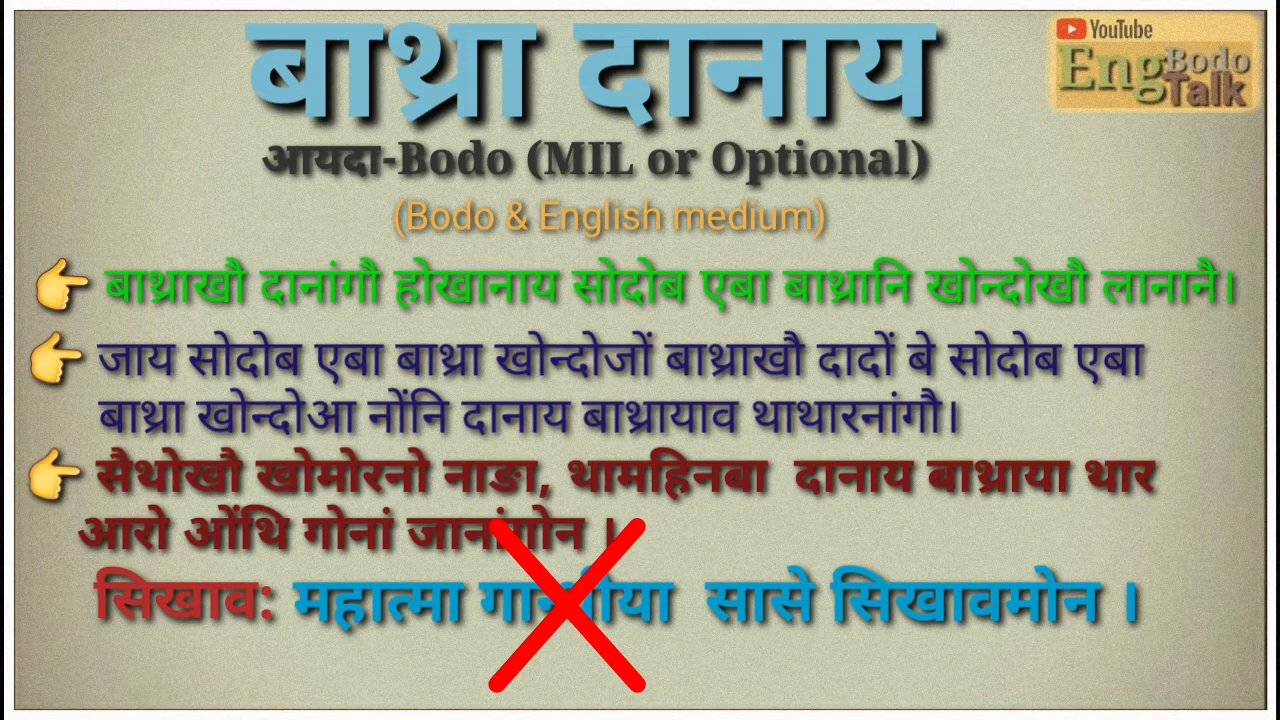 बाथ्रा दानाय
YouTube
Eng Bodo
Talk
आयदा-Bodo (MIL or Optional)
(Bodo & English medium)
बाथ्राखौ दानांगौ होखानाय सोदोब एबा बाथ्रानि खोन्दोखौ लानानै।
जाय सोदोब एबा बाथ्रा खोन्दोजों बाथ्राखौ दादों बे सोदोब एबा
बाथ्रा खोन्दोआ नोंनि दानाय बाथ्रायाव थाथारनांगौ।
सैथोखौ खोमोरनो नाङा, थामहिनबा दानाय बाथ्राया थार
आरो ओंथि गोनां जानांगोन ।
सिखाव: महात्मा गान्धीया सासे सिखावमोन ।